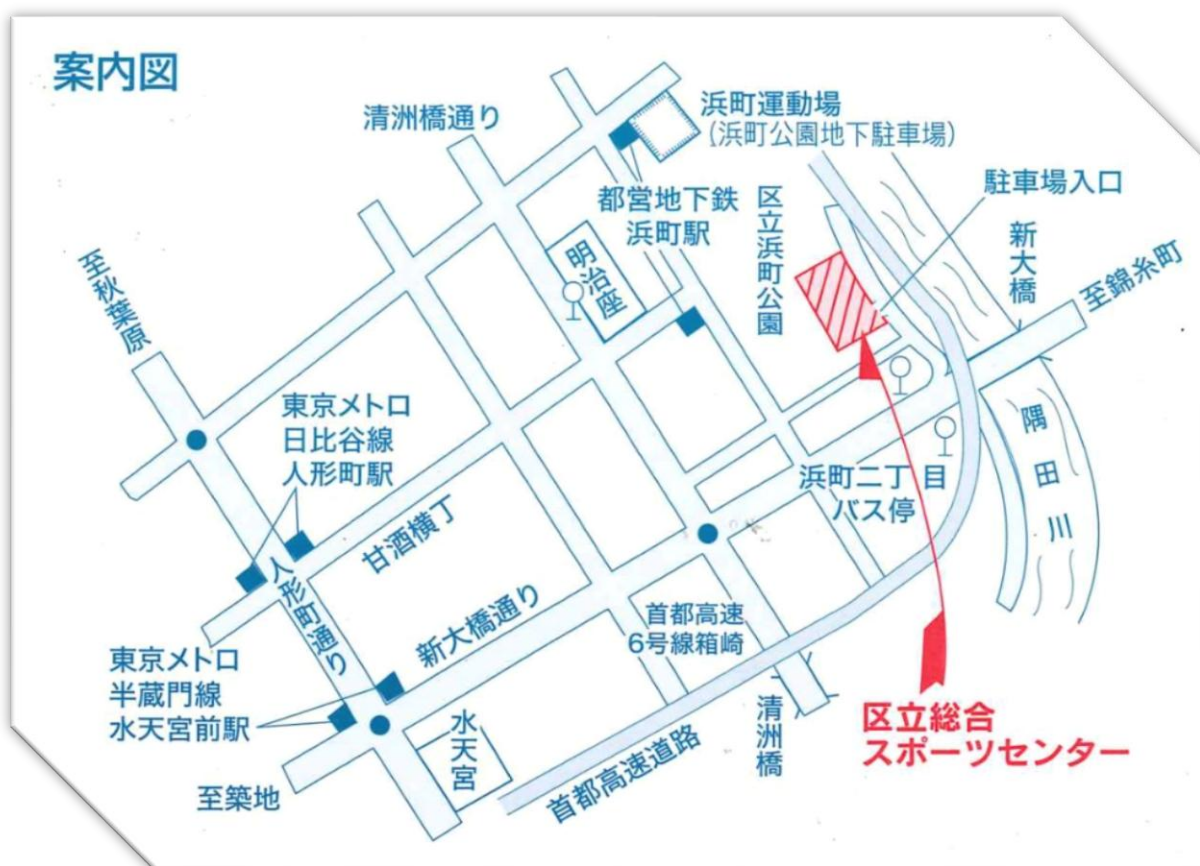 案内図
清洲橋通り
浜町運動場
(浜町公園地下駐車場)
駐車場入口
都営地下鉄
浜町駅
区立浜町公園
新大橋
至錦糸町
明治座
至秋葉原
東京メトロ
日比谷線
人形町駅
隅田川
浜町二丁目
バス停
甘酒横丁
人形町通り
新大橋通り
首都高速
6号線箱崎
東京メトロ
半蔵門線
水天宮前駅
水天宮
清洲橋
区立総合
スポーツセンター
首都高速道路
至築地